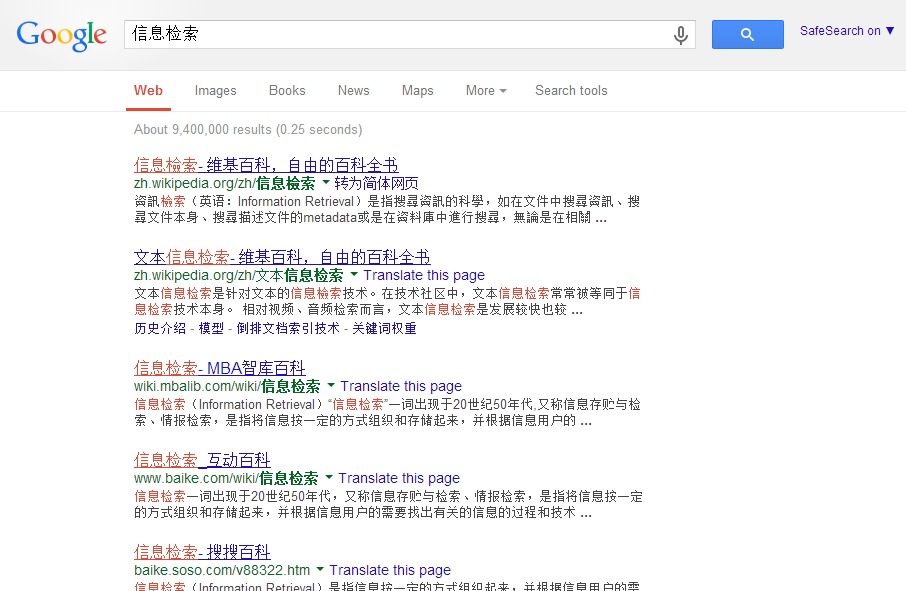 Google
信息检索
SafeSearch on ▼
Web Images Books News Maps More Search tools
About 9,400,000 results (0.25 seconds)
信息檢索- 维基百科，自由的百科全书
zh.wikipedia.org/zh/信息檢索 转为简体网页
資訊檢索（英语：Information Retrieval）是指搜尋資訊的科學，如在文件中搜尋資訊、搜
尋文件本身、搜尋描述文件的metadata或是在資料庫中進行搜尋，無論是在相關 ...
文本信息检索- 维基百科，自由的百科全书
zh.wikipedia.org/zh/文本信息检索 Translate this page
文本信息检索是针对文本的信息檢索技术。在技术社区中，文本信息检索常常被等同于信
息检索技术本身。 相对视频、音频检索而言，文本信息检索是发展较快也较 ...
历史介绍 - 模型 - 倒排文档索引技术 - 关键词权重
信息检索- MBA智库百科
wiki.mbalib.com/wiki/信息检索 Translate this page
信息检索（Information Retrieval）“信息检索”一词出现于20世纪50年代,又称信息存贮与检
索、情报检索，是指将信息按一定的方式组织和存储起来，并根据信息用户的 ...
信息检索_互动百科
www.baike.com/wiki/信息检索 Translate this page
信息检索一词出现于20世纪50年代，又称信息存贮与检索、情报检索，是指将信息按一定
的方式组织和存储起来，并根据信息用户的需要找出有关的信息的过程和技术 ...
信息检索- 搜搜百科
baike.soso.com/v88322.htm Translate this page
信息检索（Information Retrieval）是指信息按一定的方式组织起来，并根据信息用户的需